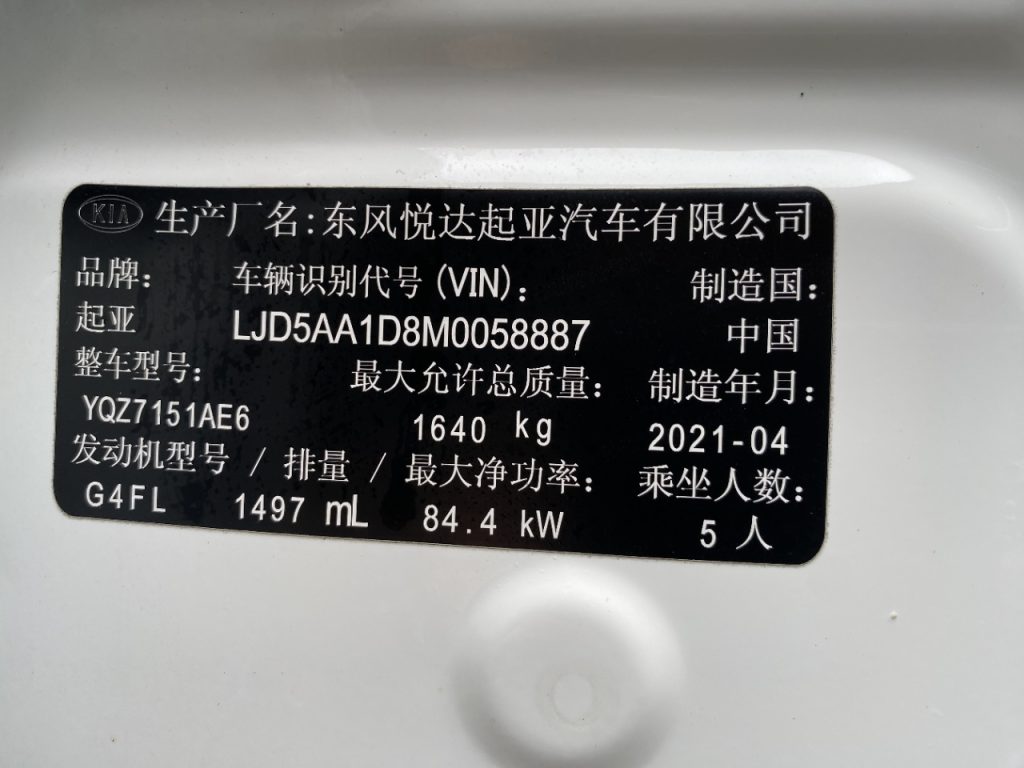 KIA 生产厂名:东风悦达起亚汽车有限公司
品牌: 车辆识别代号(VIN): 制造国:
起亚 LJD5AA1D8M0058887 中国
整车型号: 最大允许总质量: 制造年月:
YQZ7151AE6 1640 kg 2021-04
发动机型号 / 排量 / 最大净功率: 乘坐人数:
G4FL 1497 mL 84.4 kW 5 人